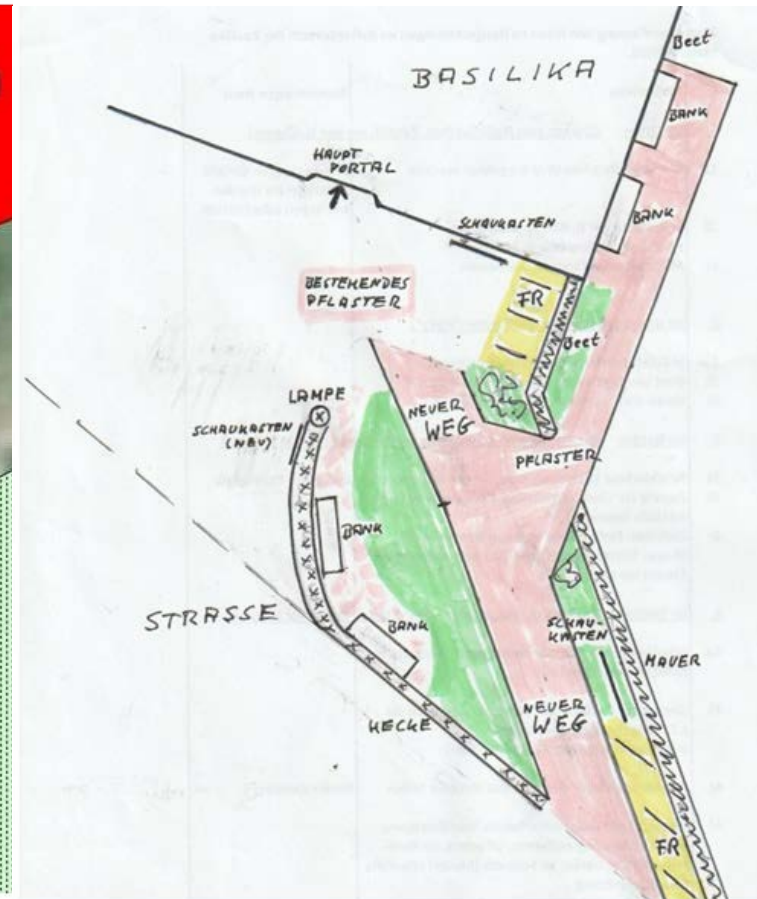 BASILIKA
Beet
BANK
HAUPT
PORTAL
BANK
SCHAUKASTEN
BESTEHENDES
PFLASTER
FR
Beet
LAMPE
SCHAUKASTEN
(NEU)
NEUER
WEG
PFLASTER
BANK
STRASSE
BANK
SCHAU-
KASTEN
MAUER
HECKE
NEUER
WEG
FR